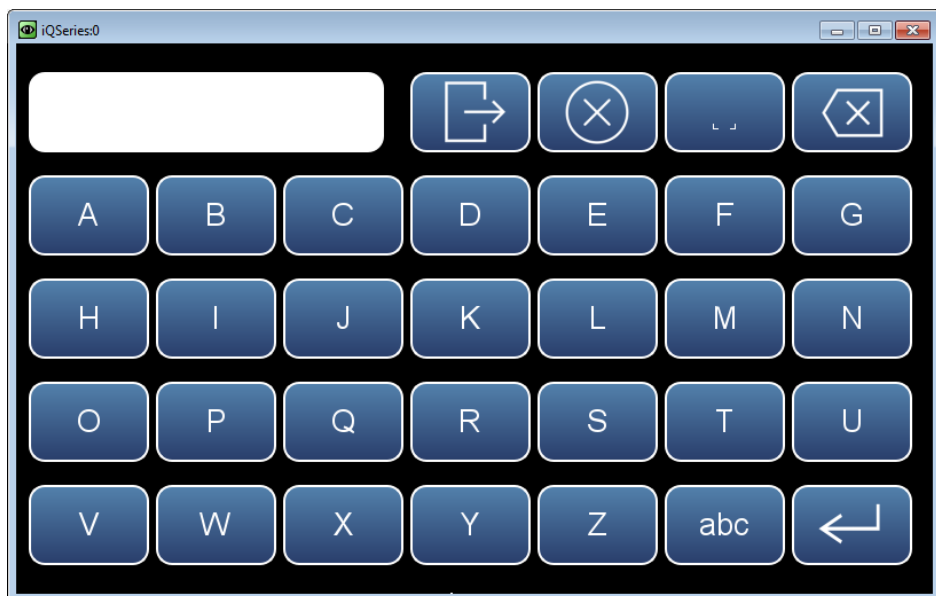 iQSeries:0
A B C D E F G
H I J K L M N
O P Q R S T U
V W X Y Z abc